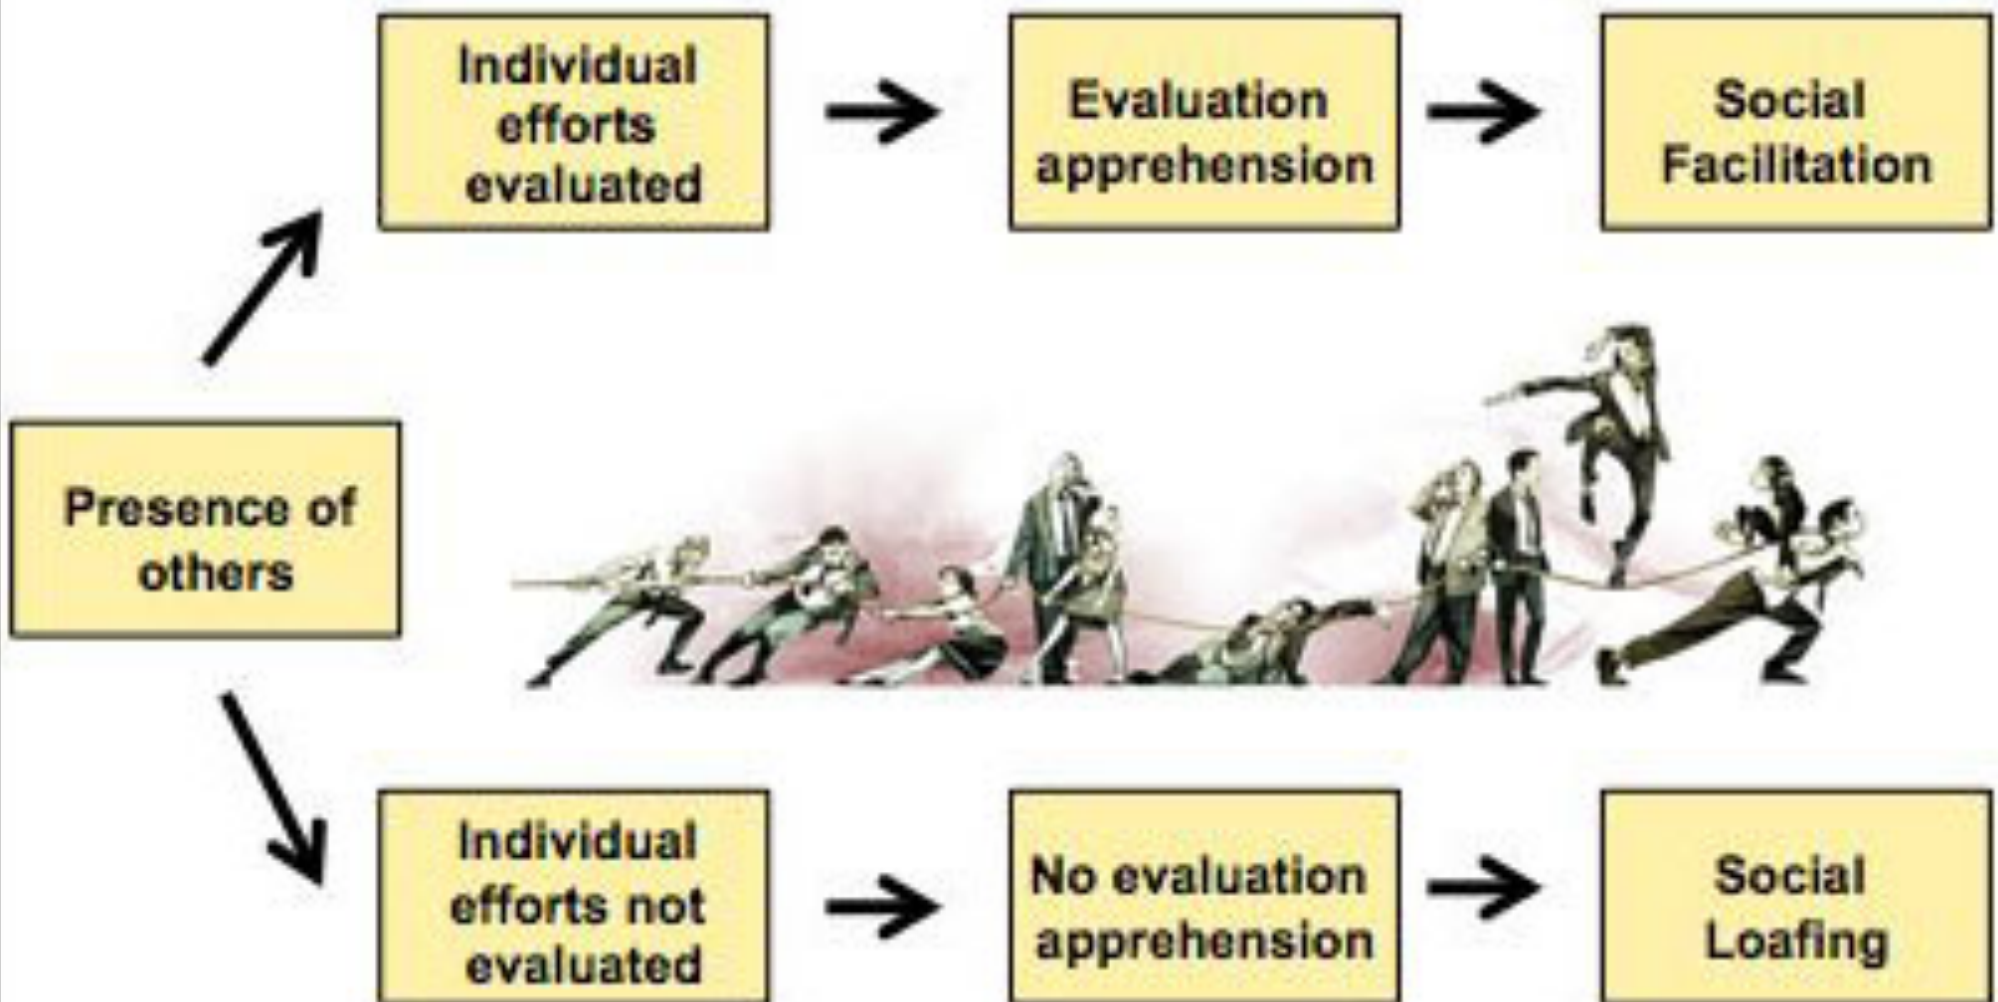 Individual
efforts
evaluated
Evaluation
apprehension
Social
Facilitation
Presence of
others
Individual
efforts not
evaluated
No evaluation
apprehension
Social
Loafing